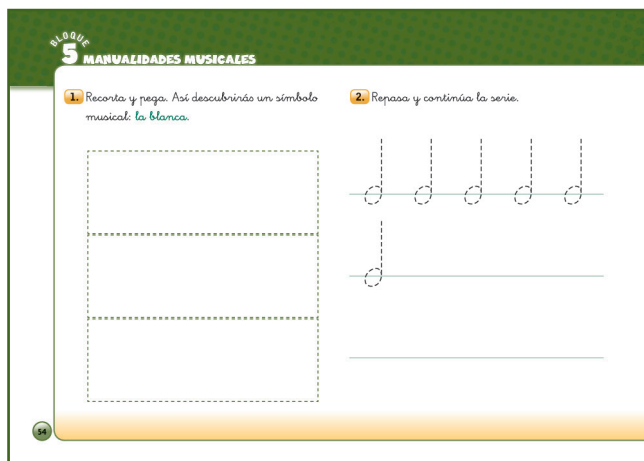 BLOQUE
5 MANUALIDADES MUSICALES
1. Recorta y pega. Así descubrirás un símbolo
musical: la blanca.
2. Repasa y continúa la serie.
54